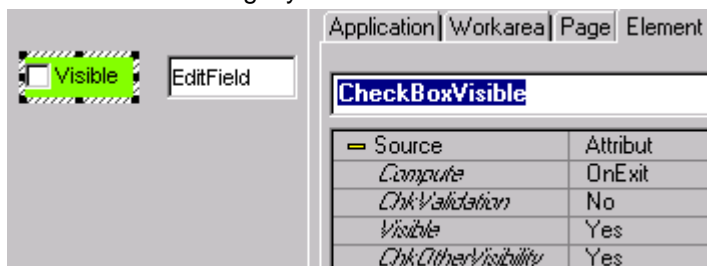 Application Workarea Page Element
Visible EditField
CheckBoxVisible
Source Attribut
Compute OnExit
ChkValidation No
Visible Yes
ChkOtherVisibility Yes